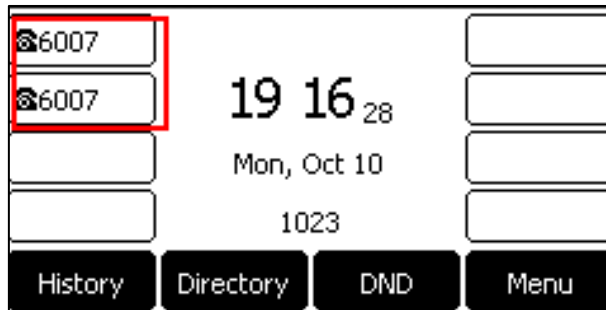 ☎6007
☎6007
19 16 28
Mon, Oct 10
1023
History Directory DND Menu